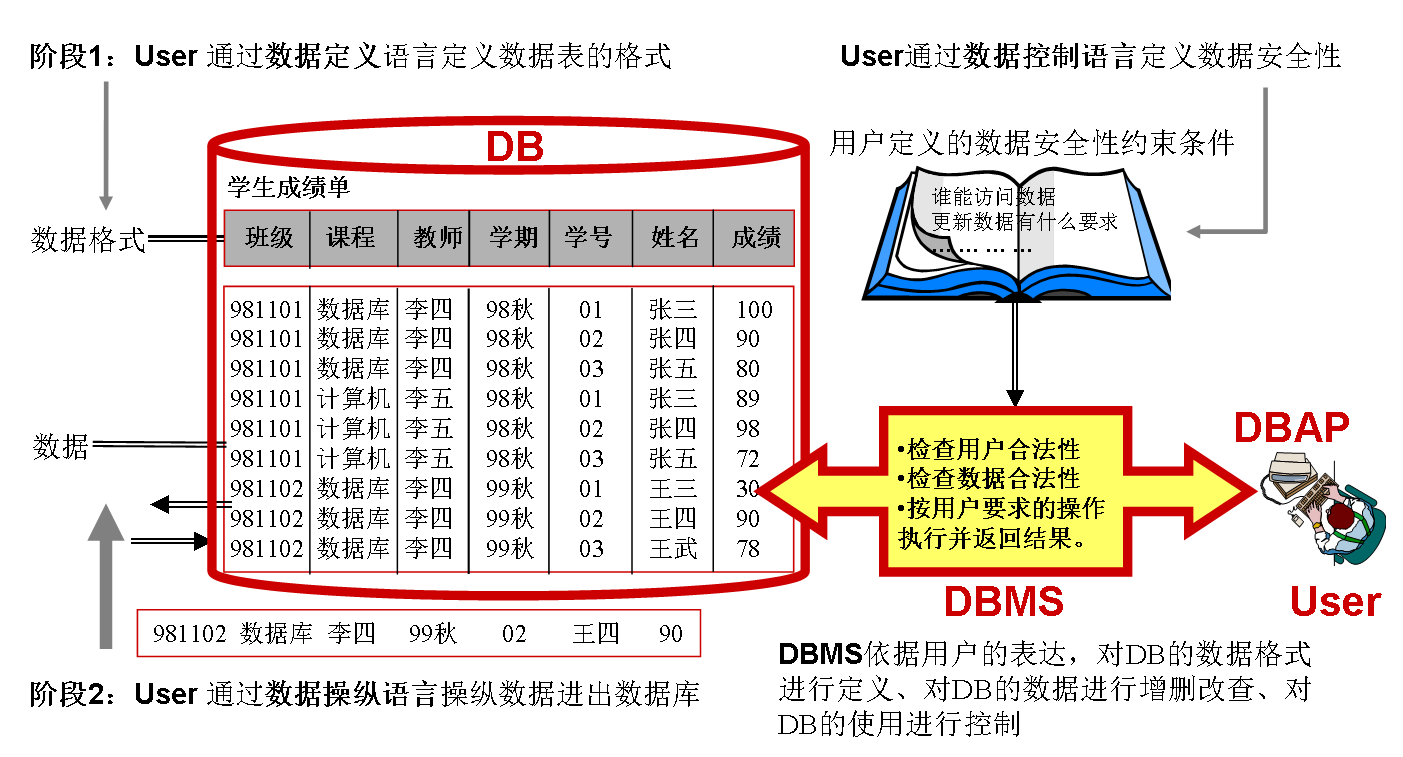 阶段1：User 通过数据定义语言定义数据表的格式
User通过数据控制语言定义数据安全性
用户定义的数据安全性约束条件
谁能访问数据
更新数据有什么要求
… … … …
DB
学生成绩单
数据格式
班级 课程 教师 学期 学号 姓名 成绩
981101 数据库 李四 98秋 01 张三 100
981101 数据库 李四 98秋 02 张四 90
981101 数据库 李四 98秋 03 张五 80
981101 计算机 李五 98秋 01 张三 89
981101 计算机 李五 98秋 02 张四 98
981101 计算机 李五 98秋 03 张五 72
981102 数据库 李四 99秋 01 王三 30
981102 数据库 李四 99秋 02 王四 90
981102 数据库 李四 99秋 03 王武 78
数据
•检查用户合法性
•检查数据合法性
•按用户要求的操作
执行并返回结果。
DBMS
DBAP
User
981102 数据库 李四 99秋 02 王四 90
阶段2：User 通过数据操纵语言操纵数据进出数据库
DBMS依据用户的表达，对DB的数据格式
进行定义、对DB的数据进行增删改查、对
DB的使用进行控制